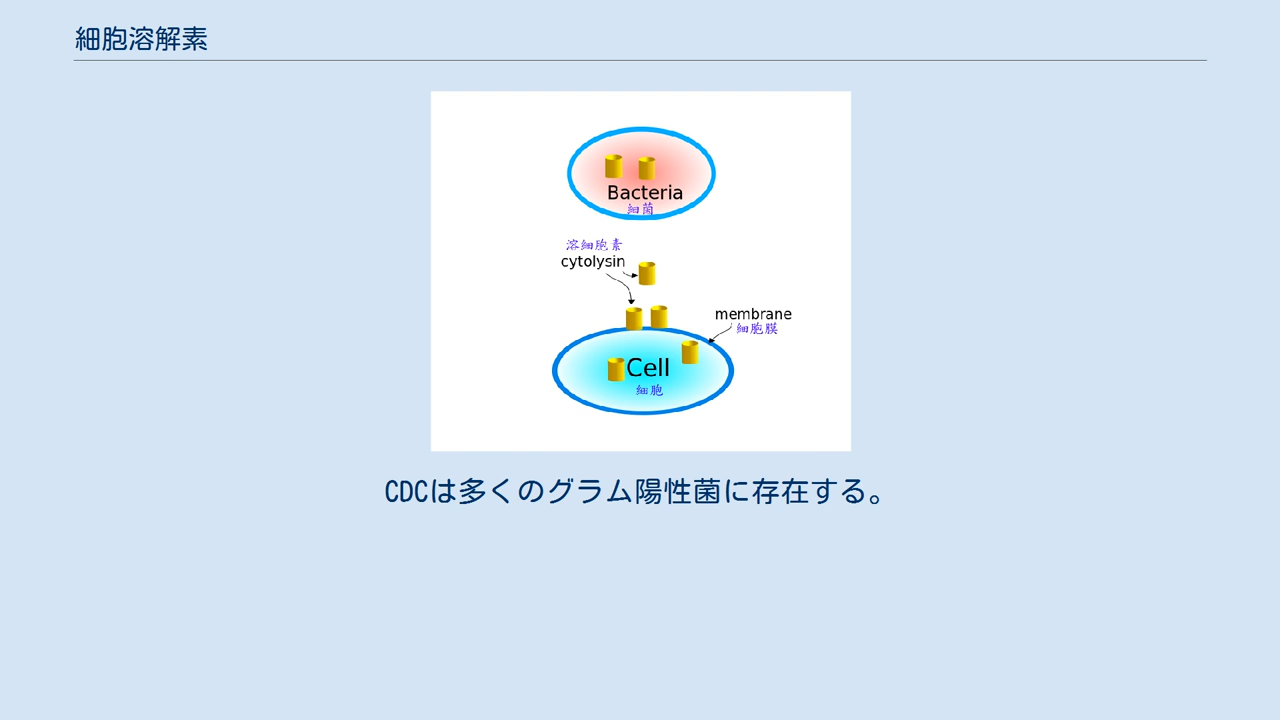 細胞溶解素
Bacteria
細菌
溶細胞素
cytolysin
membrane
細胞膜
Cell
細胞
CDCは多くのグラム陽性菌に存在する。